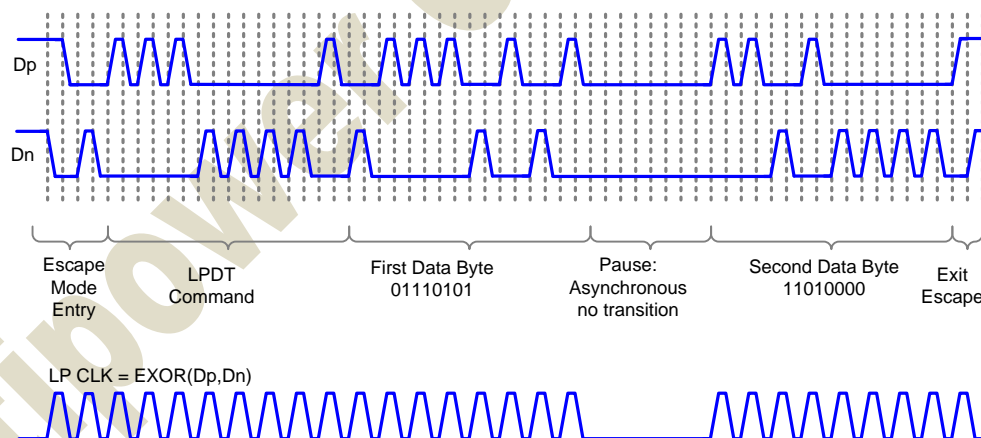 Dp
Dn
Escape
Mode
Entry
LPDT
Command
First Data Byte
01110101
Pause:
Asynchronous
no transition
Second Data Byte
11010000
Exit
Escape
LP CLK = EXOR(Dp,Dn)